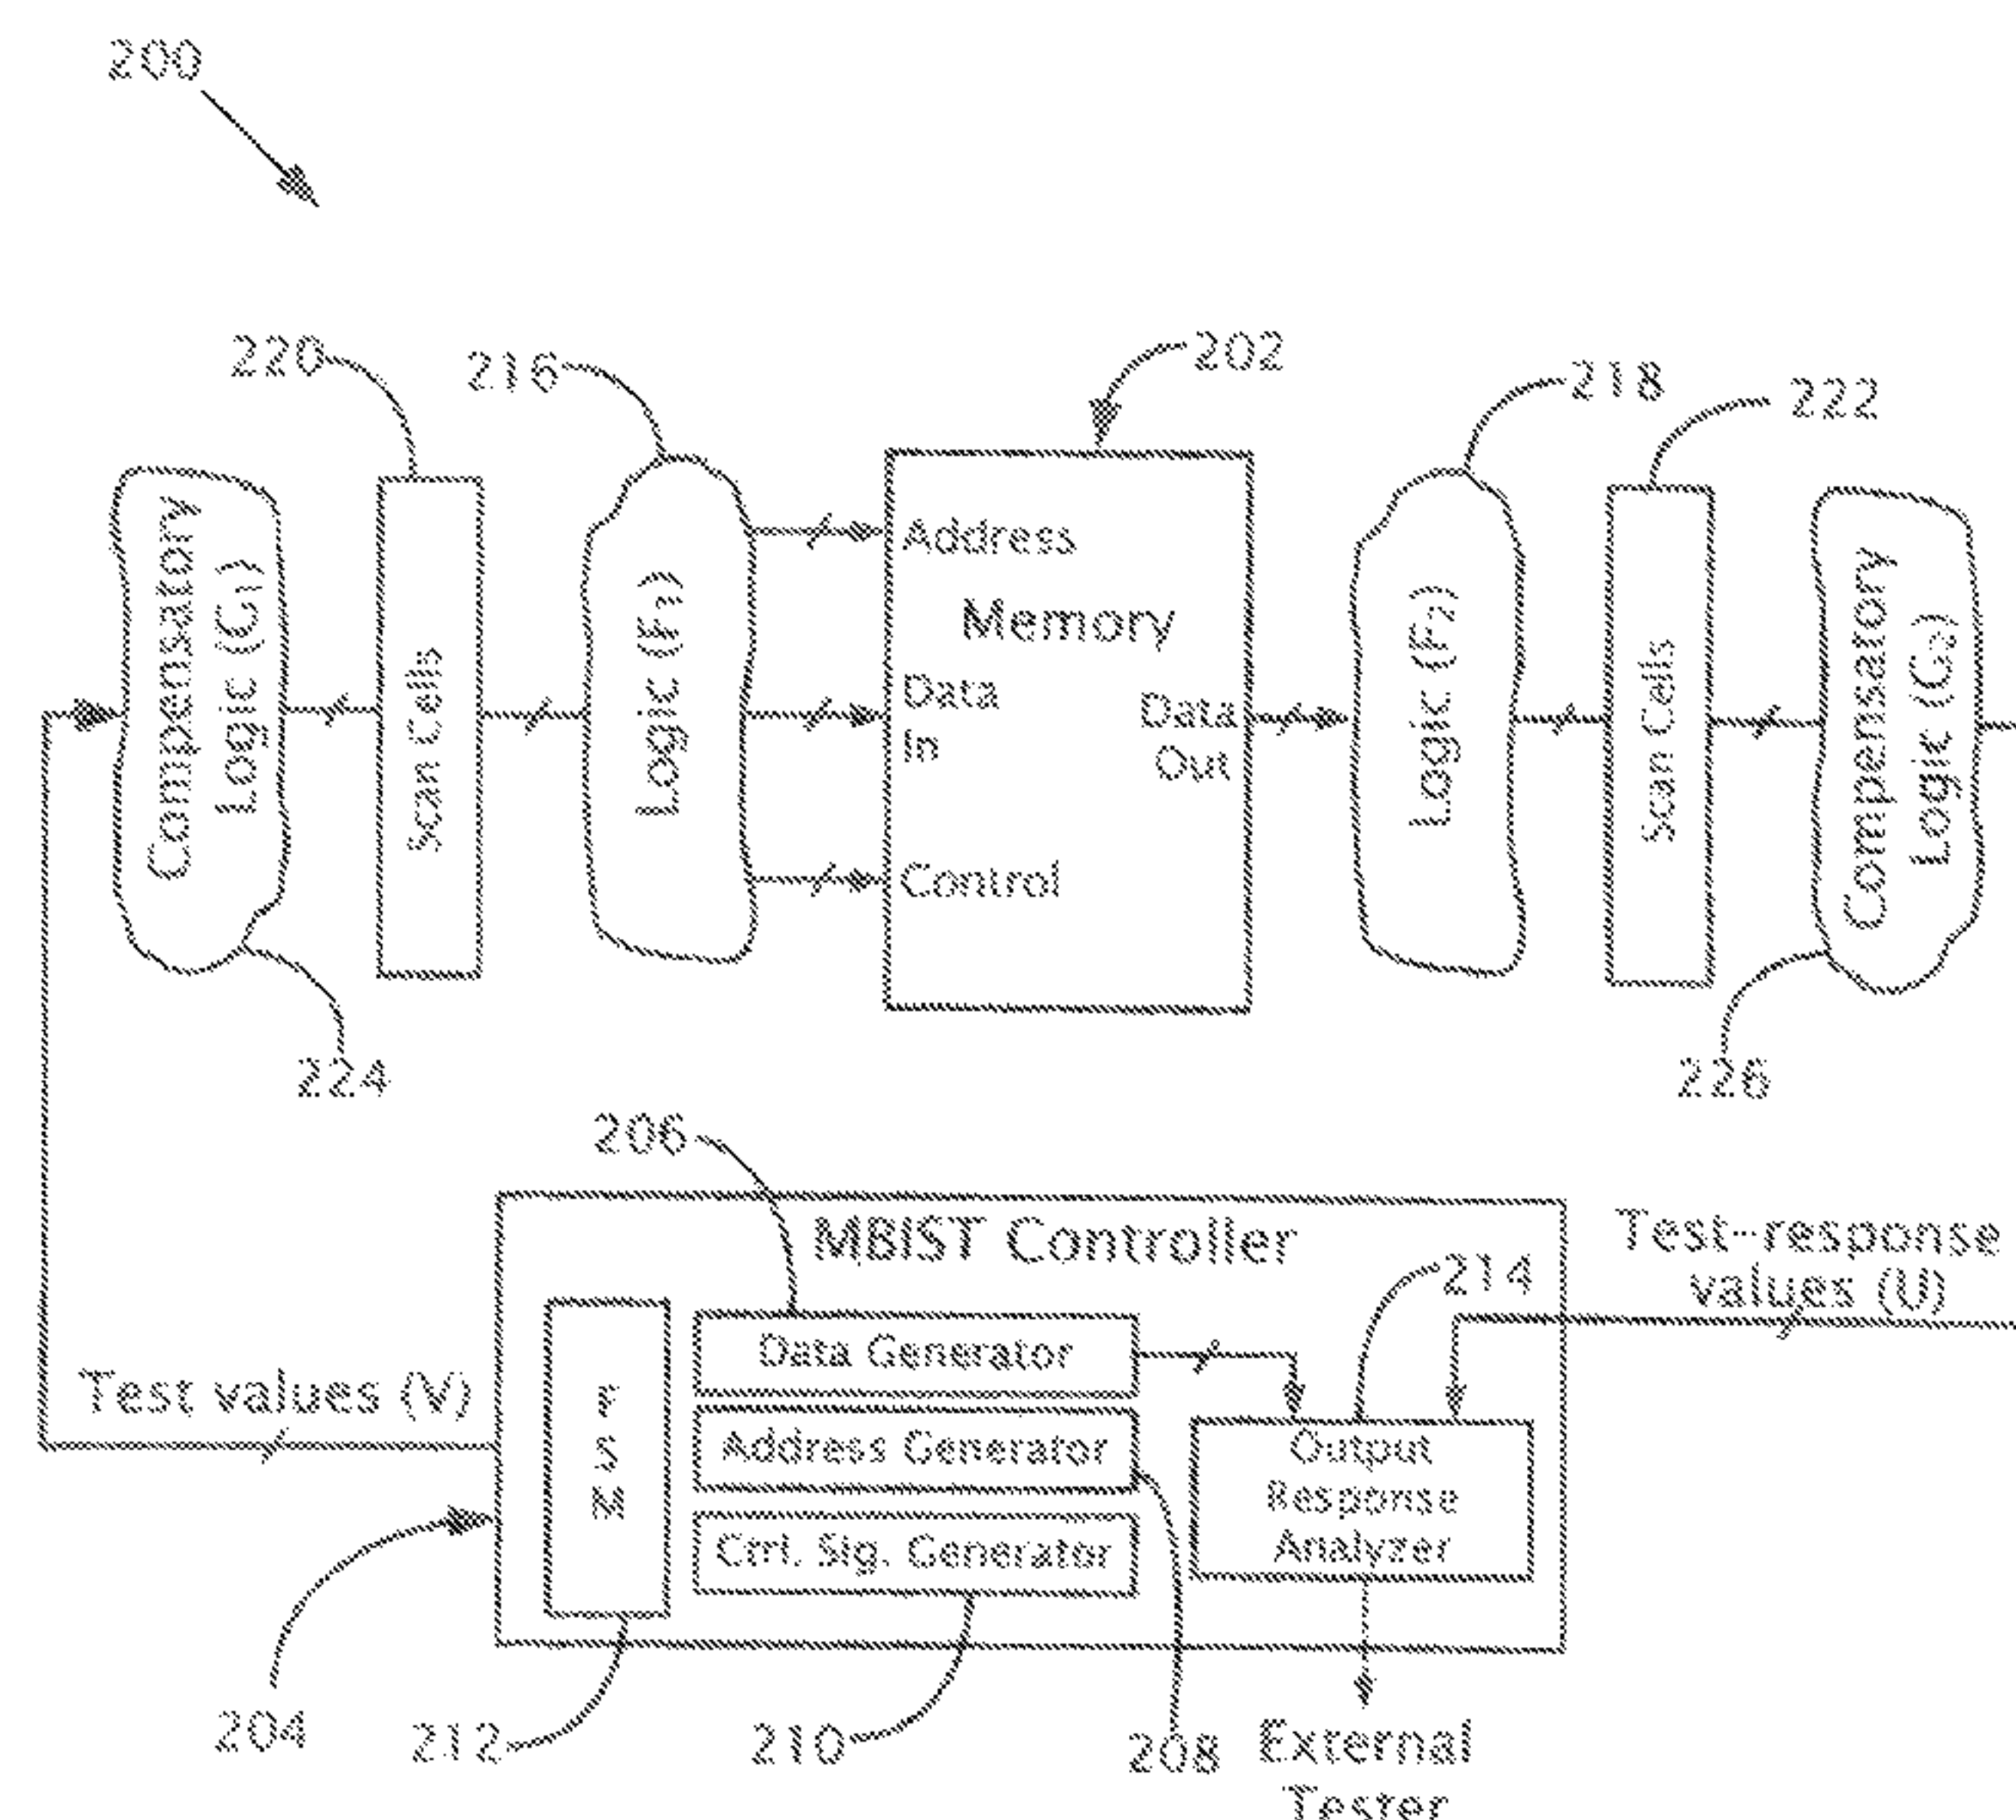 200
220
216
202
218
222
Compensatory
Logic (G₁)
Scan Cells
Logic (F₁)
Address
Memory
Data
In
Data
Out
Control
Logic (F₂)
Scan Cells
Compensatory
Logic (G₂)
224
226
206
MBIST Controller
Test-response
values (U)
214
Data Generator
Test values (V)
F
S
M
Address Generator
Output
Response
Analyzer
Ctrl. Sig. Generator
204
212
210
208
External
Tester